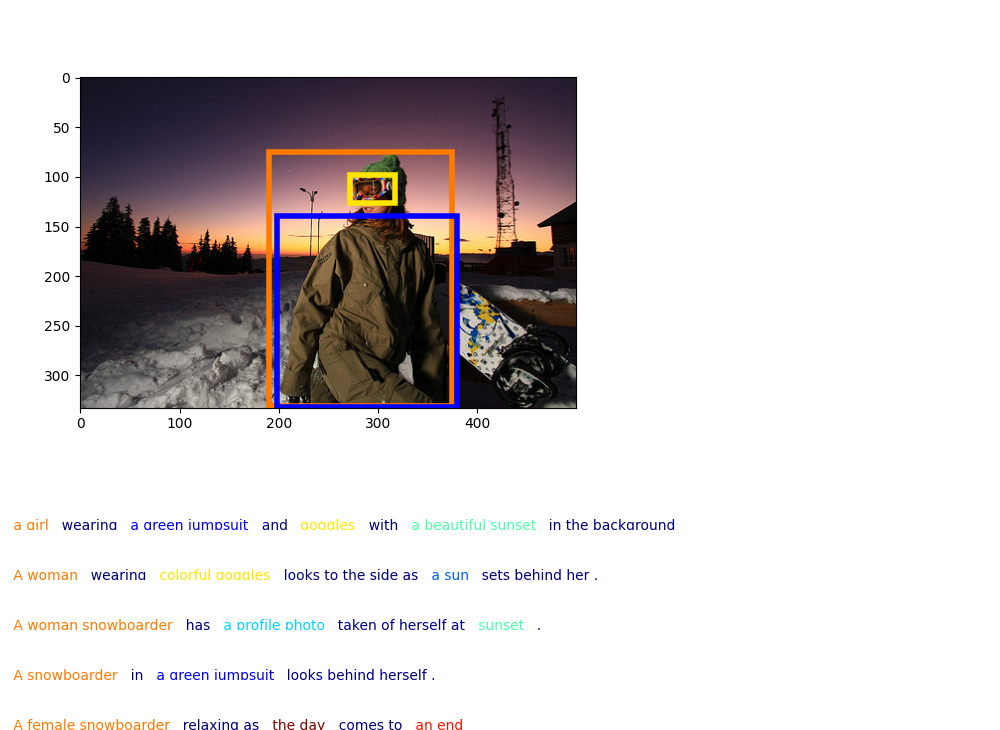 0
50
100
150
200
250
300
0 100 200 300 400
a girl wearing a green jumpsuit and goggles with a beautiful sunset in the background
A woman wearing colorful goggles looks to the side as a sun sets behind her .
A woman snowboarder has a profile photo taken of herself at sunset .
A snowboarder in a green jumpsuit looks behind herself .
A female snowboarder relaxing as the day comes to an end